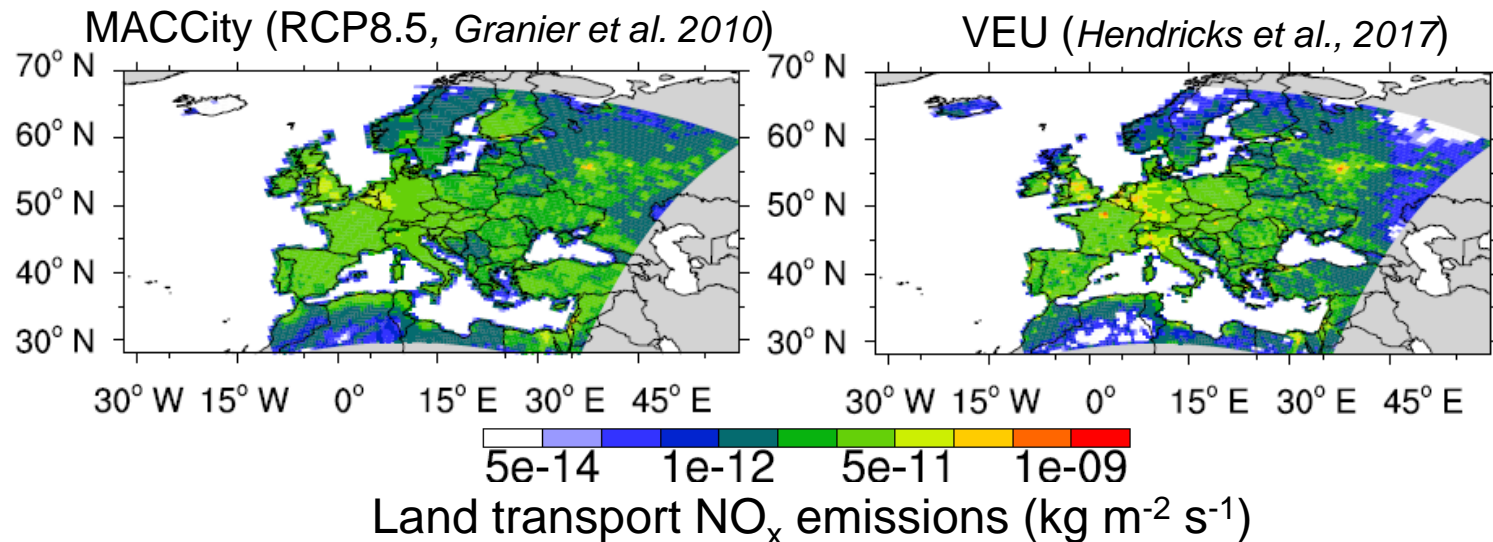 MACCity (RCP8.5, Granier et al. 2010)
VEU (Hendricks et al., 2017)
70° N
60° N
50° N
40° N
30° N
30° W 15° W 0° 15° E 30° E 45° E
70° N
60° N
50° N
40° N
30° N
30° W 15° W 0° 15° E 30° E 45° E
5e-14 1e-12 5e-11 1e-09
Land transport NOₓ emissions (kg m⁻² s⁻¹)